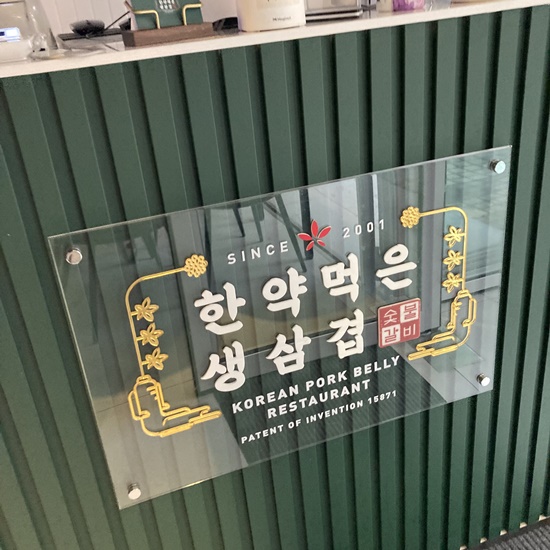 SINCE 2001
한약먹은
생삼겹
숯불
갈비
KOREAN PORK BELLY
RESTAURANT
PATENT OF INVENTION 15871